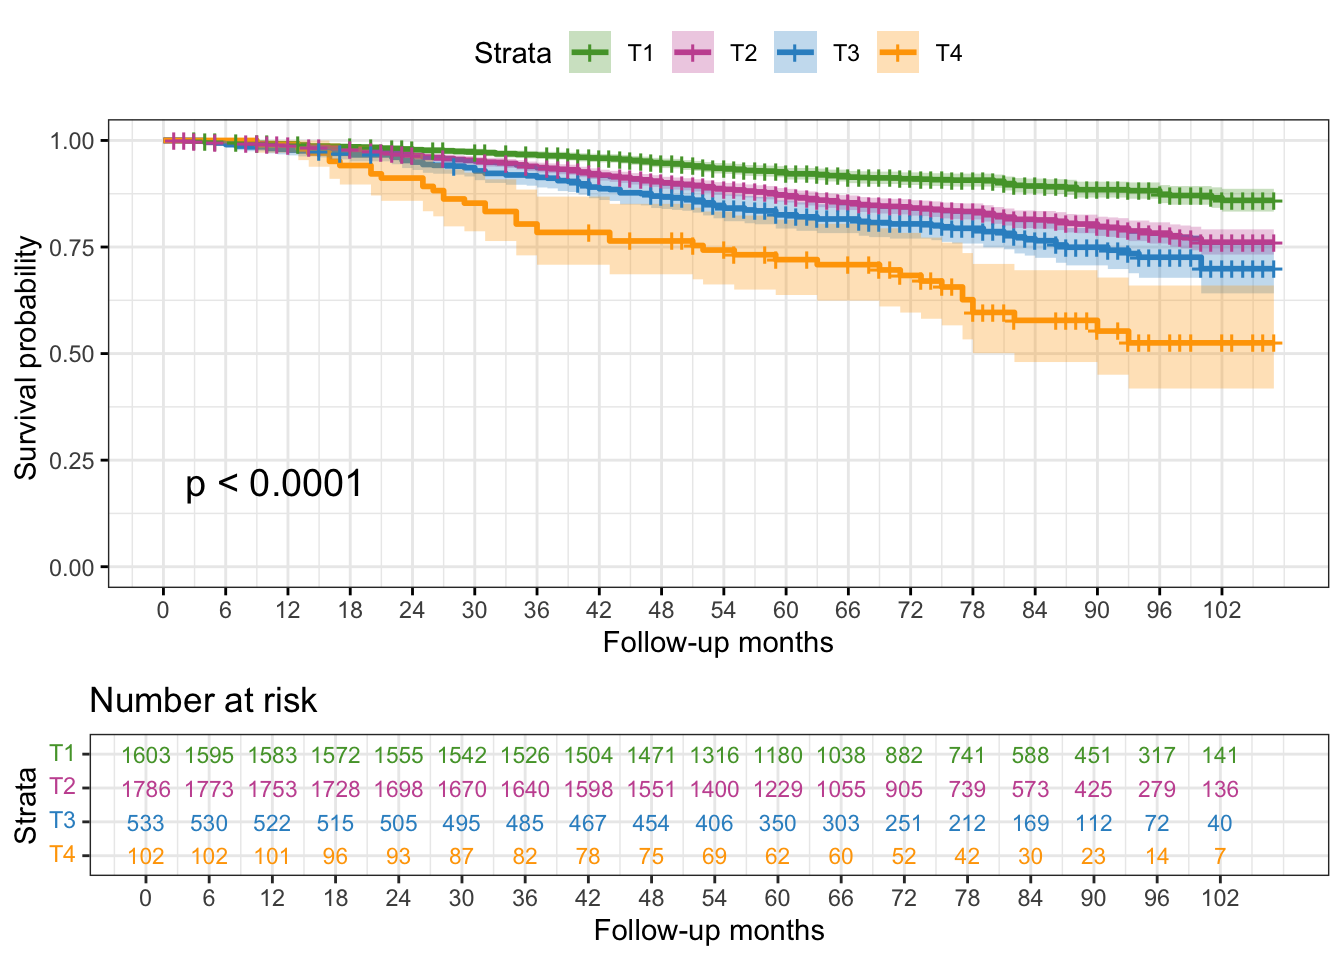 Strata T1 T2 T3 T4
Survival probability
1.00
0.75
0.50
0.25
0.00
p < 0.0001
0 6 12 18 24 30 36 42 48 54 60 66 72 78 84 90 96 102
Follow-up months
Number at risk
Strata
T1 1603 1595 1583 1572 1555 1542 1526 1504 1471 1316 1180 1038 882 741 588 451 317 141
T2 1786 1773 1753 1728 1698 1670 1640 1598 1551 1400 1229 1055 905 739 573 425 279 136
T3 533 530 522 515 505 495 485 467 454 406 350 303 251 212 169 112 72 40
T4 102 102 101 96 93 87 82 78 75 69 62 60 52 42 30 23 14 7
0 6 12 18 24 30 36 42 48 54 60 66 72 78 84 90 96 102
Follow-up months